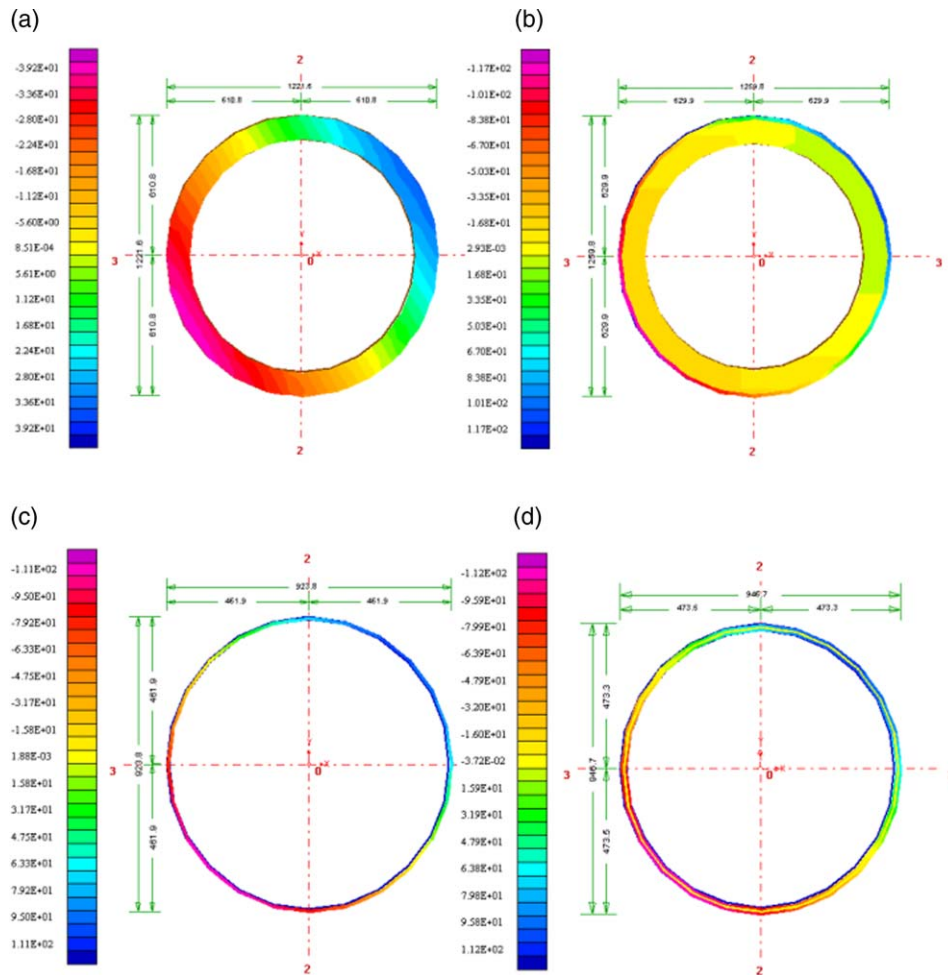 (a)
-3.92E+01
-3.36E+01
-2.80E+01
-2.24E+01
-1.68E+01
-1.12E+01
-5.60E+00
8.51E-04
5.61E+00
1.12E+01
1.68E+01
2.80E+01
3.36E+01
3.92E+01
2
1221.6
610.8 610.8
610.8
1221.6
610.8
3
0
X
2
(b)
-1.17E+02
-1.01E+02
-8.38E+01
-6.70E+01
-5.03E+01
-3.35E+01
-1.68E+01
2.93E-03
1.68E+01
3.35E+01
5.03E+01
6.70E+01
8.38E+01
1.01E+02
1.17E+02
2
1259.8
629.9 629.9
629.9
1259.8
629.9
3 3
0
X
2
(c)
-1.11E+02
-9.50E+01
-7.92E+01
-6.33E+01
-4.75E+01
-3.17E+01
-1.58E+01
1.88E-03
1.58E+01
3.17E+01
4.75E+01
6.33E+01
7.92E+01
9.50E+01
1.11E+02
2
461.9 461.9
461.9
461.9
3
0
X
2
(d)
-1.12E+02
-9.59E+01
-7.99E+01
-6.39E+01
-4.79E+01
-3.20E+01
-1.60E+01
-3.72E-02
1.59E+01
3.19E+01
4.79E+01
6.38E+01
7.98E+01
9.58E+01
1.12E+02
2
946.7
473.3
473.3
946.7
3
0
X
2